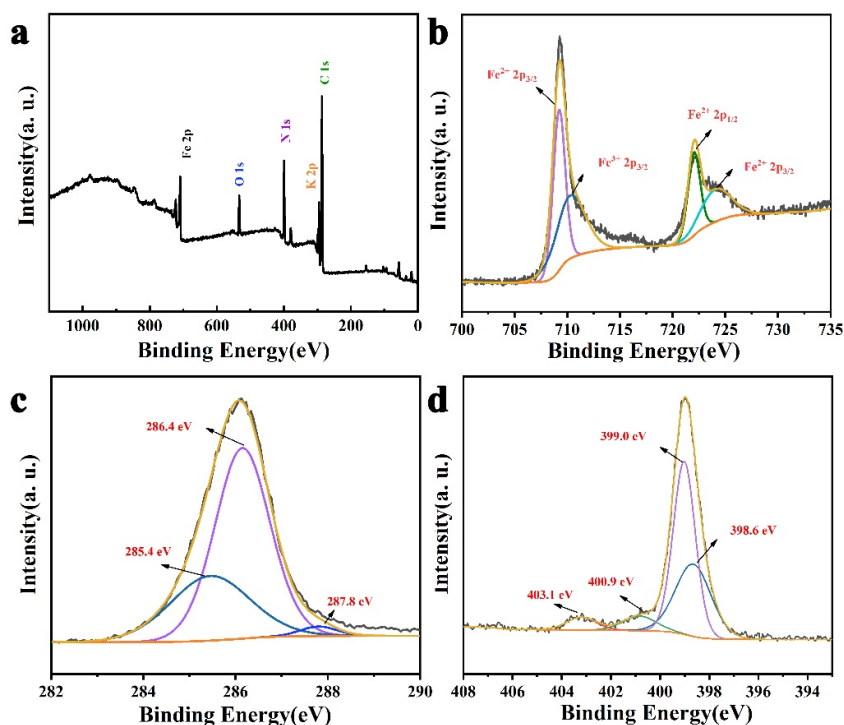 a
Intensity(a. u.)
Fe 2p
O 1s
N 1s
K 2p
C 1s
1000 800 600 400 200 0
Binding Energy(eV)
b
Intensity(a. u.)
Fe²⁺ 2p₃/₂
Fe³⁺ 2p₃/₂
Fe²⁺ 2p₁/₂
Fe²⁺ 2p₃/₂
700 705 710 715 720 725 730 735
Binding Energy(eV)
c
Intensity(a. u.)
286.4 eV
285.4 eV
287.8 eV
282 284 286 288 290
Binding Energy(eV)
d
Intensity(a. u.)
399.0 eV
398.6 eV
403.1 eV
400.9 eV
408 406 404 402 400 398 396 394
Binding Energy(eV)